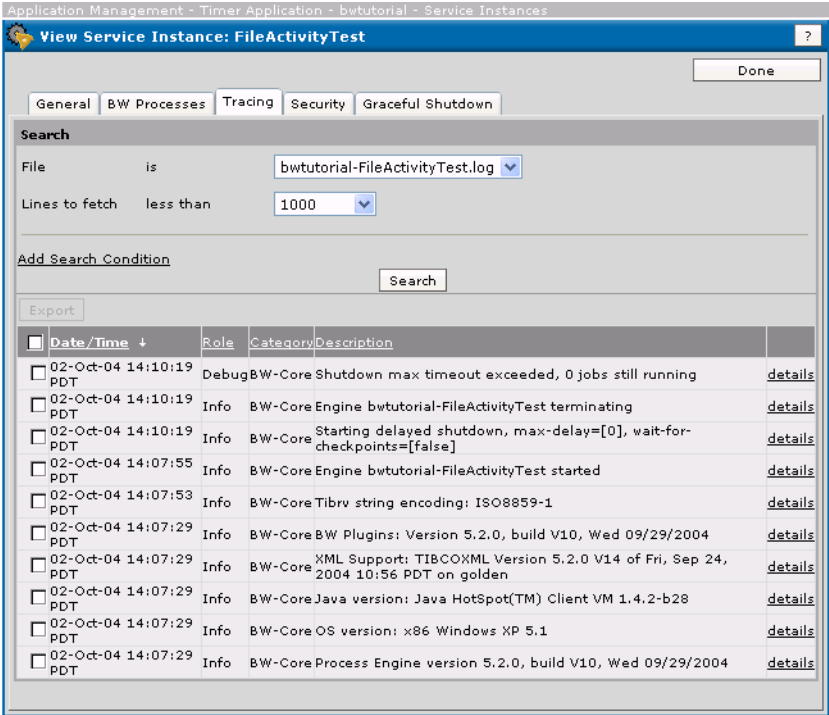 Application Management - Timer Application - bwtutorial - Service Instances
View Service Instance: FileActivityTest
?
Done
General BW Processes Tracing Security Graceful Shutdown
Search
File is bwtutorial-FileActivityTest.log
Lines to fetch less than 1000
Add Search Condition
Search
Export
Date/Time ↓ Role Category Description
02-Oct-04 14:10:19 PDT Debug BW-Core Shutdown max timeout exceeded, 0 jobs still running details
02-Oct-04 14:10:19 PDT Info BW-Core Engine bwtutorial-FileActivityTest terminating details
02-Oct-04 14:10:19 PDT Info BW-Core Starting delayed shutdown, max-delay=[0], wait-for-checkpoints=[false] details
02-Oct-04 14:07:55 PDT Info BW-Core Engine bwtutorial-FileActivityTest started details
02-Oct-04 14:07:53 PDT Info BW-Core Tibrv string encoding: ISO8859-1 details
02-Oct-04 14:07:29 PDT Info BW-Core BW Plugins: Version 5.2.0, build V10, Wed 09/29/2004 details
02-Oct-04 14:07:29 PDT Info BW-Core XML Support: TIBCOXML Version 5.2.0 V14 of Fri, Sep 24, 2004 10:56 PDT on golden details
02-Oct-04 14:07:29 PDT Info BW-Core Java version: Java HotSpot(TM) Client VM 1.4.2-b28 details
02-Oct-04 14:07:29 PDT Info BW-Core OS version: x86 Windows XP 5.1 details
02-Oct-04 14:07:29 PDT Info BW-Core Process Engine version 5.2.0, build V10, Wed 09/29/2004 details